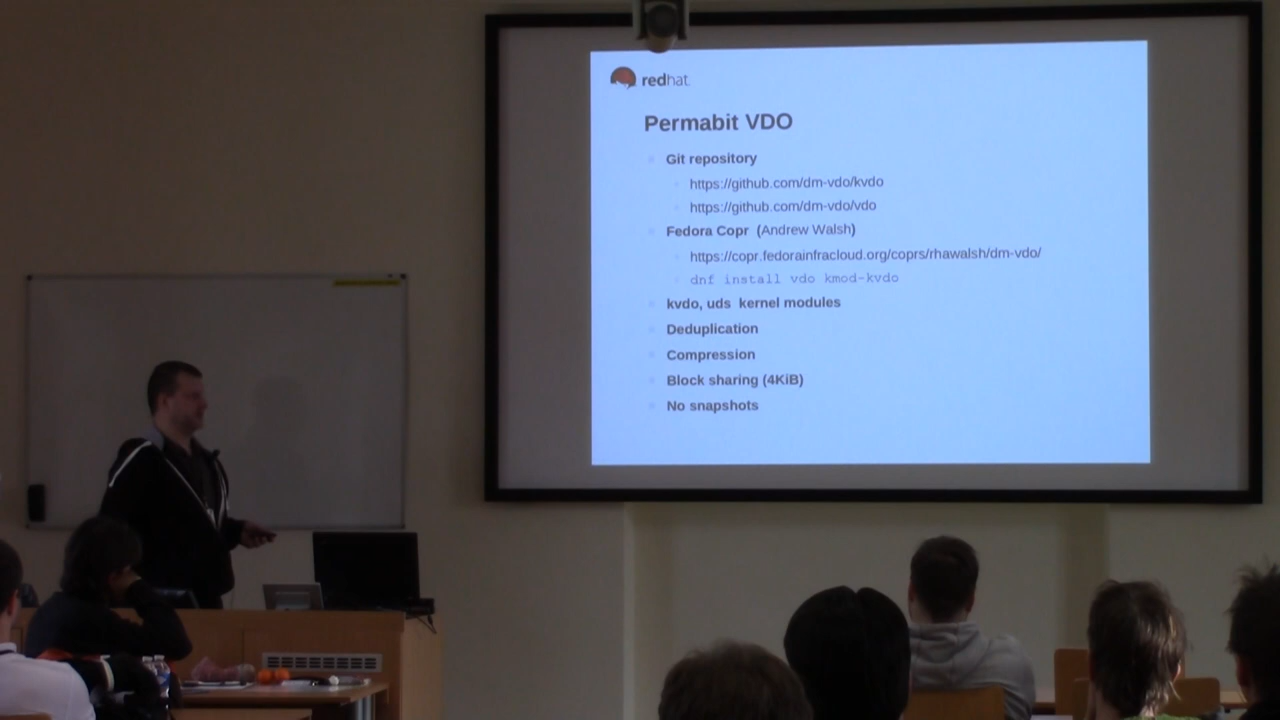 redhat.
Permabit VDO
Git repository
https://github.com/dm-vdo/kvdo
https://github.com/dm-vdo/vdo
Fedora Copr (Andrew Walsh)
https://copr.fedorainfracloud.org/coprs/rhawalsh/dm-vdo/
dnf install vdo kmod-kvdo
kvdo, uds kernel modules
Deduplication
Compression
Block sharing (4KiB)
No snapshots